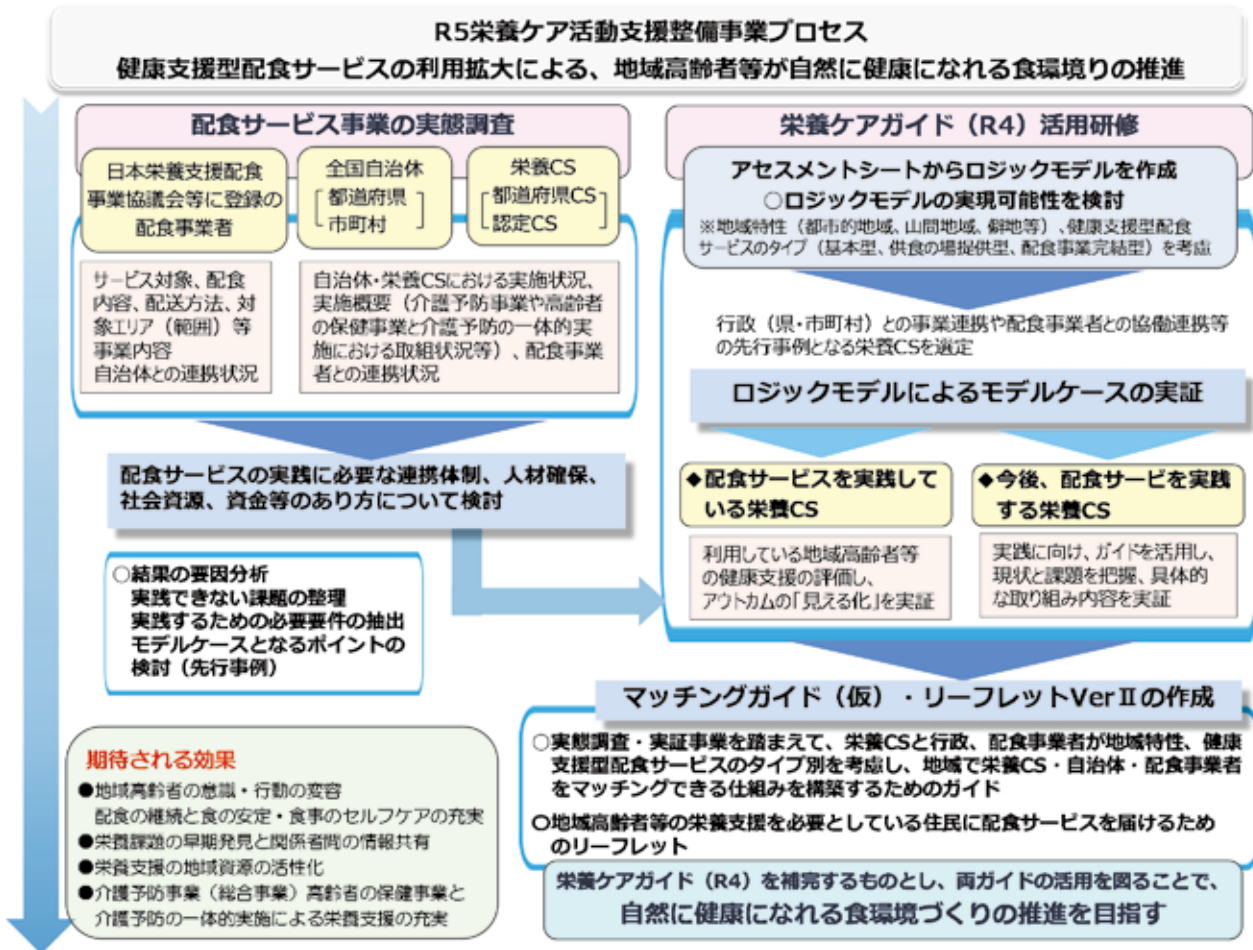 R5栄養ケア活動支援整備事業プロセス
健康支援型配食サービスの利用拡大による、地域高齢者等が自然に健康になれる食環境りの推進
配食サービス事業の実態調査
日本栄養支援配食
事業協議会等に登録の
配食事業者
全国自治体
都道府県
市町村
栄養CS
都道府県CS
認定CS
サービス対象、配食
内容、配送方法、対
象エリア（範囲）等
事業内容
自治体との連携状況
自治体・栄養CSにおける実施状況、
実施概要（介護予防事業や高齢者
の保健事業と介護予防の一体的実
施における取組状況等）、配食事業
者との連携状況
配食サービスの実践に必要な連携体制、人材確保、
社会資源、資金等のあり方について検討
○結果の要因分析
実践できない課題の整理
実践するための必要要件の抽出
モデルケースとなるポイントの
検討（先行事例）
期待される効果
●地域高齢者の意識・行動の変容
配食の継続と食の安定・食事のセルフケアの充実
●栄養課題の早期発見と関係者間の情報共有
●栄養支援の地域資源の活性化
●介護予防事業（総合事業）高齢者の保健事業と
介護予防の一体的実施による栄養支援の充実
栄養ケアガイド（R4）活用研修
アセスメントシートからロジックモデルを作成
○ロジックモデルの実現可能性を検討
※地域特性（都市的地域、山間地域、僻地等）、健康支援型配食
サービスのタイプ（基本型、供食の場提供型、配食事業完結型）を考慮
行政（県・市町村）との事業連携や配食事業者との協働連携等
の先行事例となる栄養CSを選定
ロジックモデルによるモデルケースの実証
◆配食サービスを実践して
いる栄養CS
利用している地域高齢者等
の健康支援の評価し、
アウトカムの「見える化」を実証
◆今後、配食サービを実践
する栄養CS
実践に向け、ガイドを活用し、
現状と課題を把握、具体的
な取り組み内容を実証
マッチングガイド（仮）・リーフレットVerⅡの作成
○実態調査・実証事業を踏まえて、栄養CSと行政、配食事業者が地域特性、健康
支援型配食サービスのタイプ別を考慮し、地域で栄養CS・自治体・配食事業者
をマッチングできる仕組みを構築するためのガイド
○地域高齢者等の栄養支援を必要としている住民に配食サービスを届けるため
のリーフレット
栄養ケアガイド（R4）を補完するものとし、両ガイドの活用を図ることで、
自然に健康になれる食環境づくりの推進を目指す